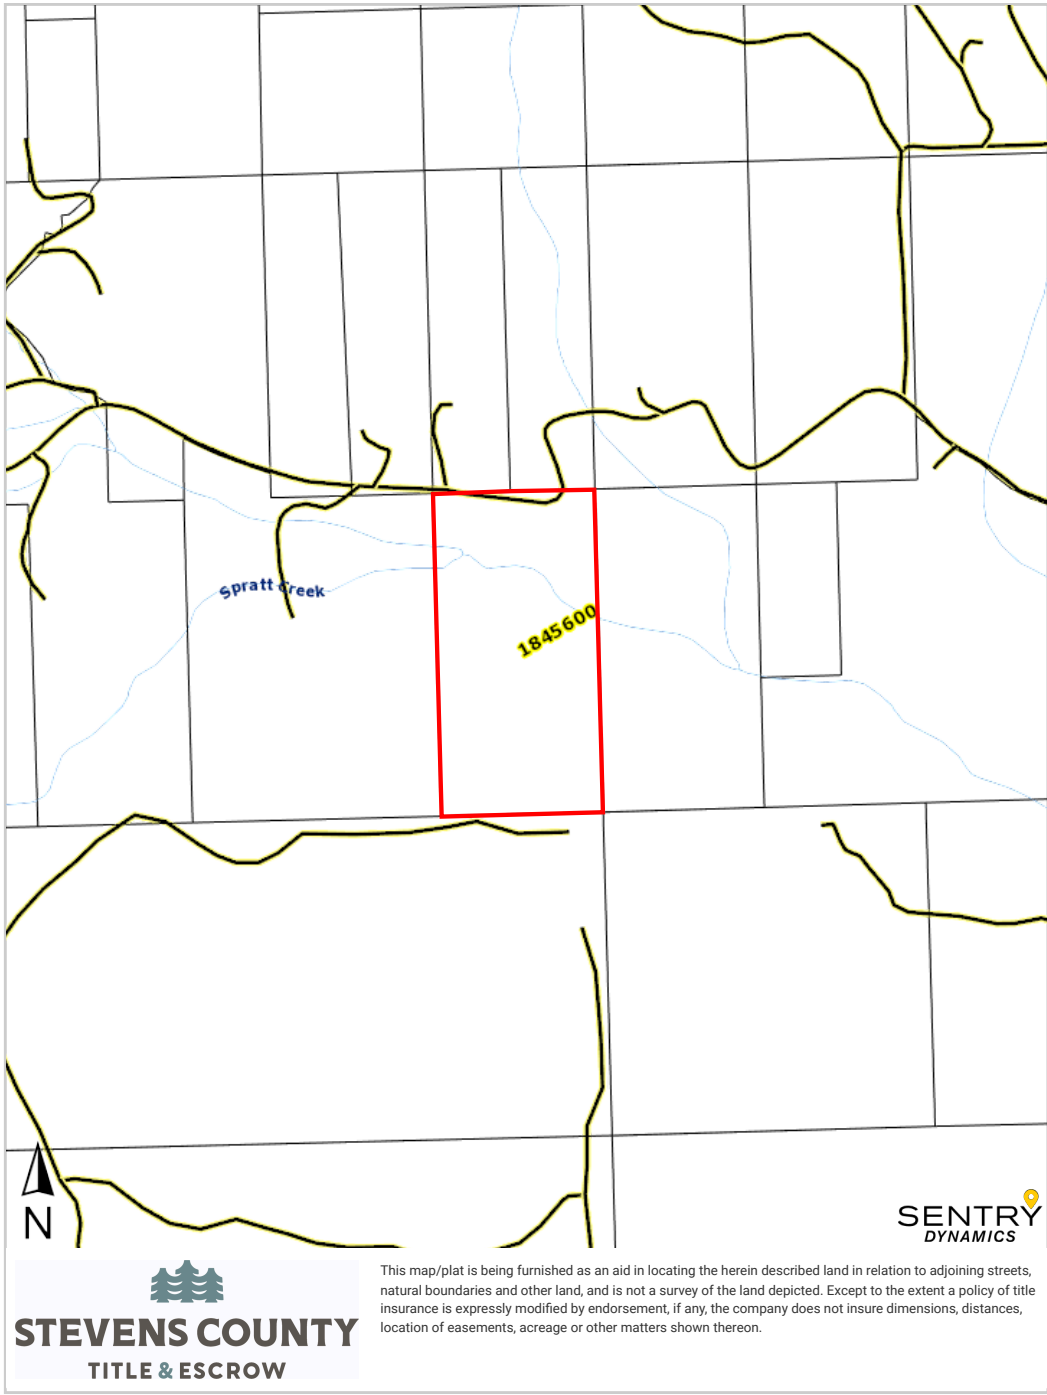 Spratt Creek
1845600
N
SENTRY
DYNAMICS
STEVENS COUNTY
TITLE & ESCROW
This map/plat is being furnished as an aid in locating the herein described land in relation to adjoining streets,
natural boundaries and other land, and is not a survey of the land depicted. Except to the extent a policy of title
insurance is expressly modified by endorsement, if any, the company does not insure dimensions, distances,
location of easements, acreage or other matters shown thereon.